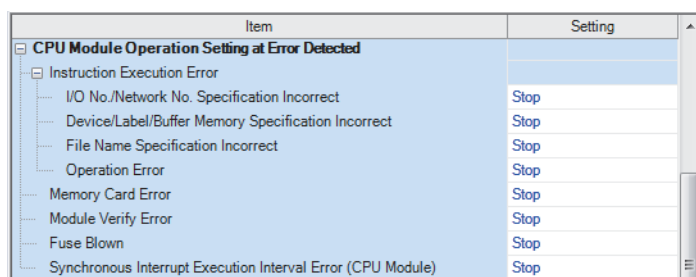 Item Setting
CPU Module Operation Setting at Error Detected
Instruction Execution Error
I/O No./Network No. Specification Incorrect Stop
Device/Label/Buffer Memory Specification Incorrect Stop
File Name Specification Incorrect Stop
Operation Error Stop
Memory Card Error Stop
Module Verify Error Stop
Fuse Blown Stop
Synchronous Interrupt Execution Interval Error (CPU Module) Stop